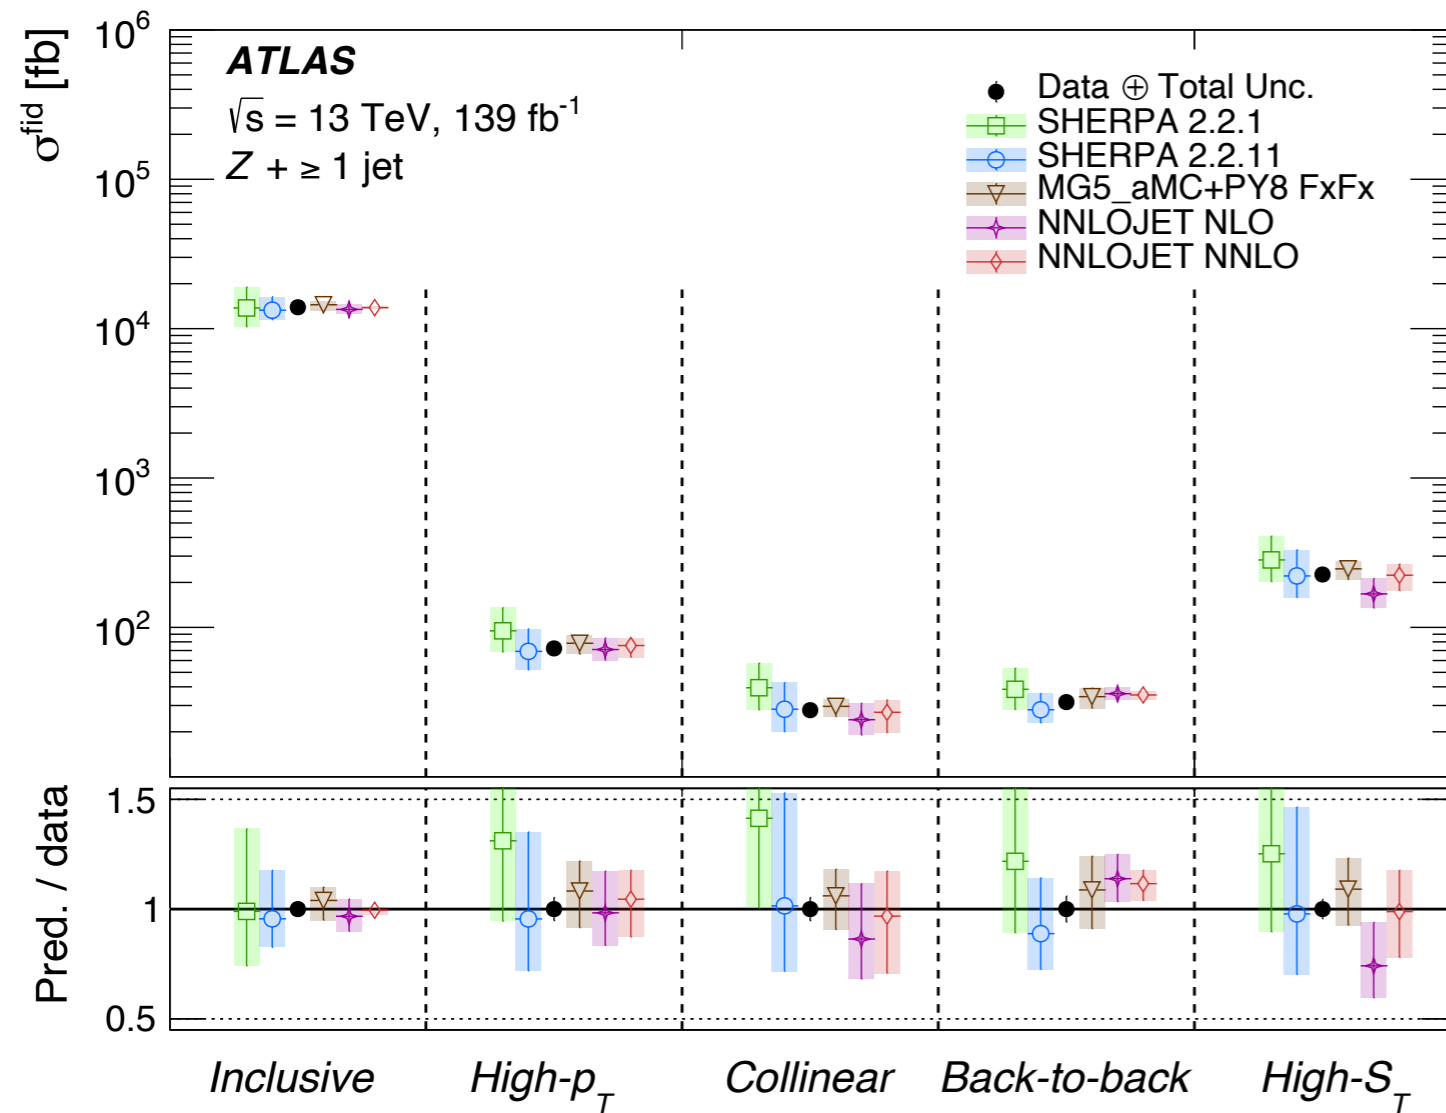 σ^fid [fb]
10^6
10^5
10^4
10^3
10^2
ATLAS
√s = 13 TeV, 139 fb^-1
Z + ≥ 1 jet
Data ⊕ Total Unc.
SHERPA 2.2.1
SHERPA 2.2.11
MG5_aMC+PY8 FxFx
NNLOJET NLO
NNLOJET NNLO
Pred. / data
1.5
1
0.5
Inclusive
High-p_T
Collinear
Back-to-back
High-S_T